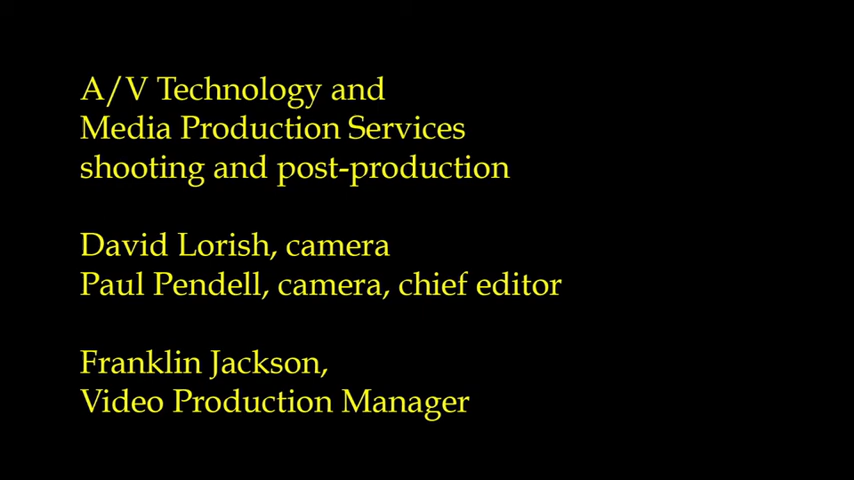 A/V Technology and
Media Production Services
shooting and post-production
David Lorish, camera
Paul Pendell, camera, chief editor
Franklin Jackson,
Video Production Manager